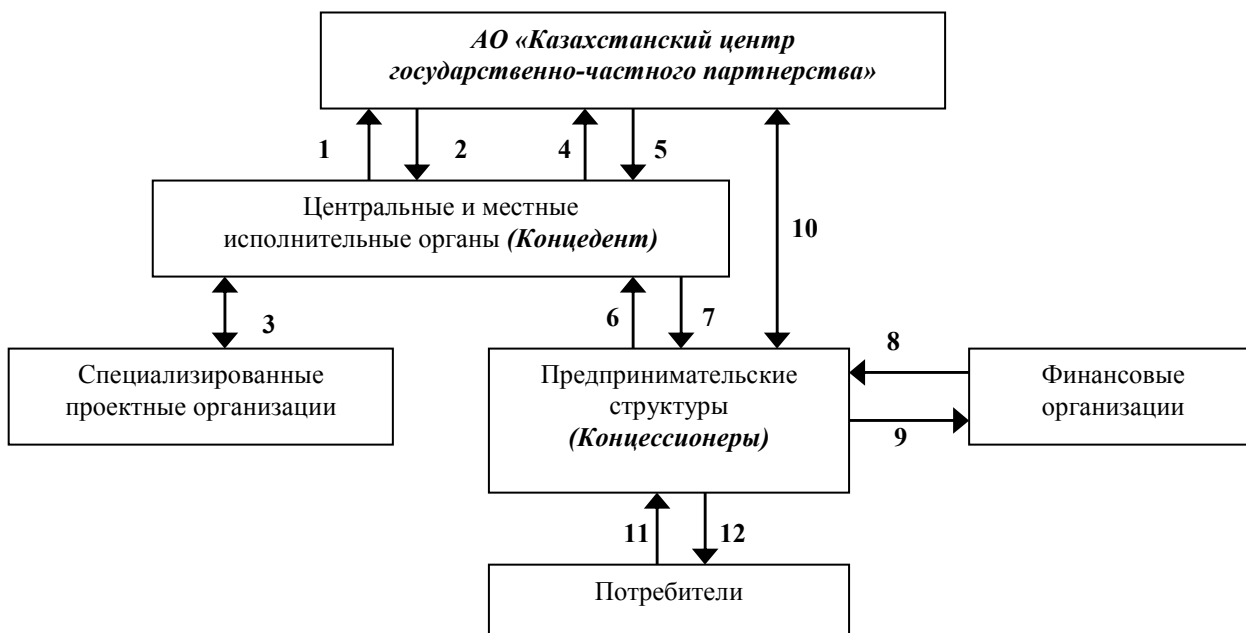 АО «Казахстанский центр
государственно-частного партнерства»
1
2
4
5
Центральные и местные
исполнительные органы (Концедент)
10
3
6
7
8
Специализированные
проектные организации
Предпринимательские
структуры
(Концессионеры)
Финансовые
организации
9
11
12
Потребители